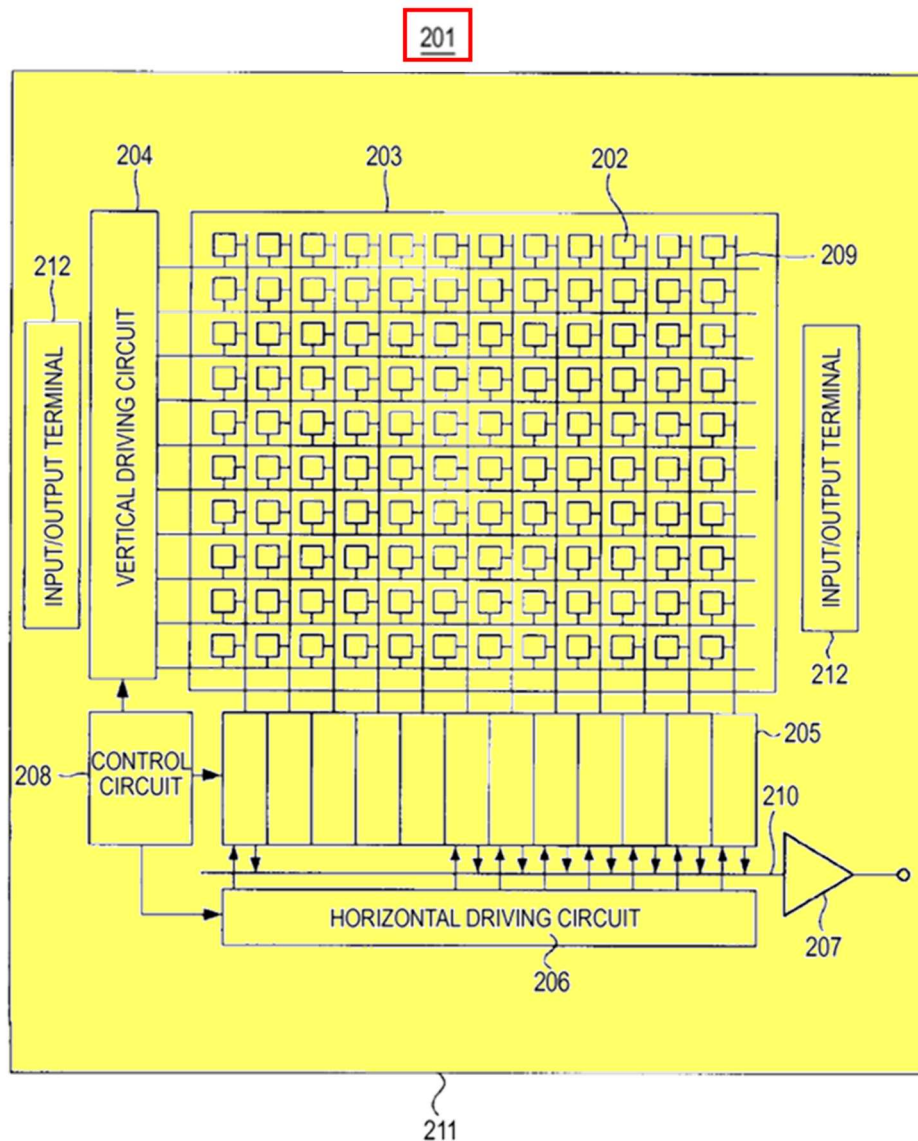 201
204
203
202
212
209
INPUT/OUTPUT TERMINAL
VERTICAL DRIVING CIRCUIT
INPUT/OUTPUT TERMINAL
212
208
CONTROL
CIRCUIT
205
210
HORIZONTAL DRIVING CIRCUIT
207
206
211